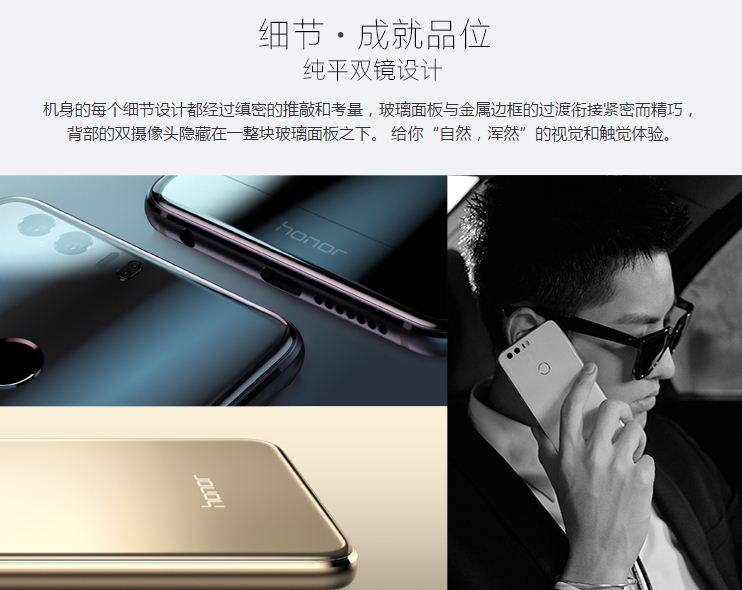 细节·成就品位
纯平双镜设计
机身的每个细节设计都经过缜密的推敲和考量，玻璃面板与金属边框的过渡衔接紧密而精巧，
背部的双摄像头隐藏在一整块玻璃面板之下。 给你“自然，浑然”的视觉和触觉体验。
honor
honor